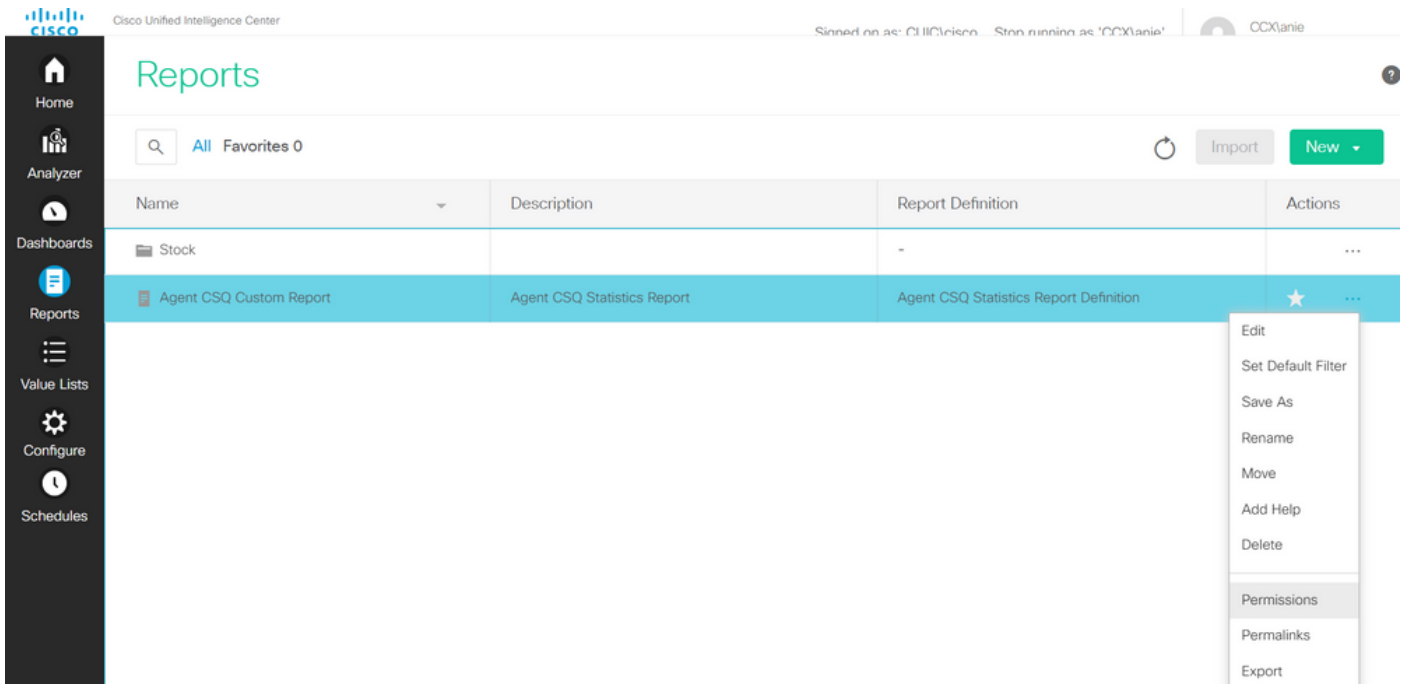 CISCO
Cisco Unified Intelligence Center
Signed on as: CUIC\cisco Stop running as 'CCX\anie'
CCX\anie
Home
Analyzer
Dashboards
Reports
Value Lists
Configure
Schedules
Reports
?
All Favorites 0
Import
New
Name Description Report Definition Actions
Stock - ...
Agent CSQ Custom Report Agent CSQ Statistics Report Agent CSQ Statistics Report Definition ...
Edit
Set Default Filter
Save As
Rename
Move
Add Help
Delete
Permissions
Permalinks
Export